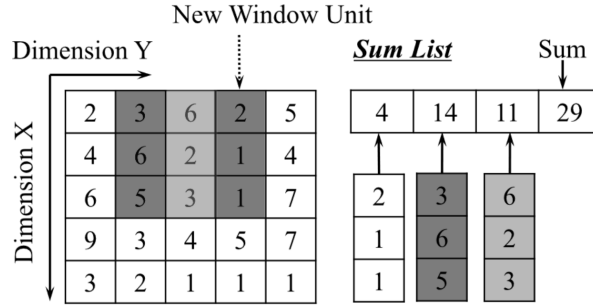 New Window Unit
Dimension Y
Sum List
Sum
Dimension X
2 3 6 2 5
4 6 2 1 4
6 5 3 1 7
9 3 4 5 7
3 2 1 1 1
4 14 11 29
2 3 6
1 6 2
1 5 3